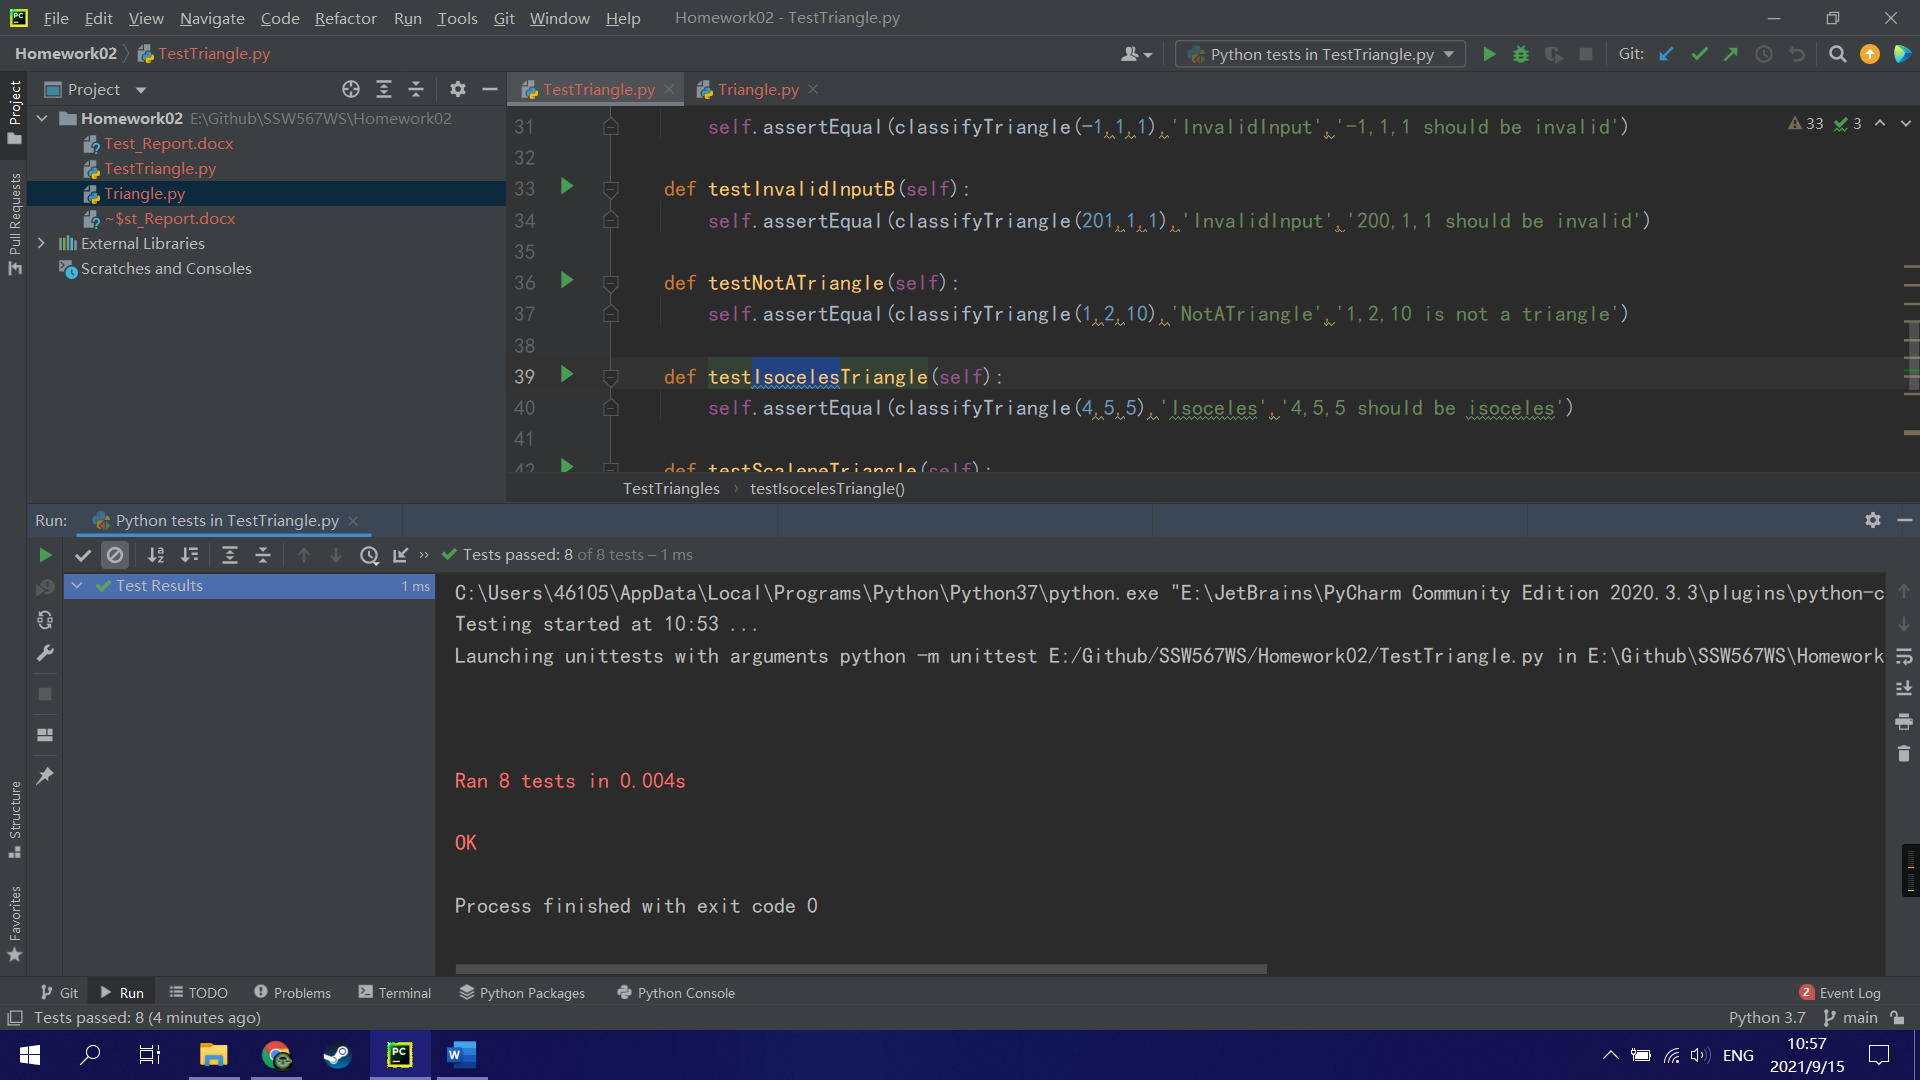 File Edit View Navigate Code Refactor Run Tools Git Window Help Homework02 - TestTriangle.py
Homework02 TestTriangle.py Python tests in TestTriangle.py Git:
Project TestTriangle.py Triangle.py
Project
Pull Requests
Homework02 E:\Github\SSW567WS\Homework02
Test_Report.docx
TestTriangle.py
Triangle.py
~$st_Report.docx
External Libraries
Scratches and Consoles
33 3
31 self.assertEqual(classifyTriangle(-1,1,1),'InvalidInput','-1,1,1 should be invalid')
32
33 def testInvalidInputB(self):
34 self.assertEqual(classifyTriangle(201,1,1),'InvalidInput','200,1,1 should be invalid')
35
36 def testNotATriangle(self):
37 self.assertEqual(classifyTriangle(1,2,10),'NotATriangle','1,2,10 is not a triangle')
38
39 def testIsocelesTriangle(self):
40 self.assertEqual(classifyTriangle(4,5,5),'Isoceles','4,5,5 should be isoceles')
41
42 def testScaleneTriangle(self):
TestTriangles testIsocelesTriangle()
Run: Python tests in TestTriangle.py
Tests passed: 8 of 8 tests – 1 ms
Test Results 1 ms
C:\Users\46105\AppData\Local\Programs\Python\Python37\python.exe "E:\JetBrains\PyCharm Community Edition 2020.3.3\plugins\python-c
Testing started at 10:53 ...
Launching unittests with arguments python -m unittest E:/Github/SSW567WS/Homework02/TestTriangle.py in E:\Github\SSW567WS\Homework
Ran 8 tests in 0.004s
OK
Process finished with exit code 0
Structure
Favorites
Git Run TODO Problems Terminal Python Packages Python Console 2 Event Log
Tests passed: 8 (4 minutes ago) Python 3.7 main
ENG
10:57
2021/9/15